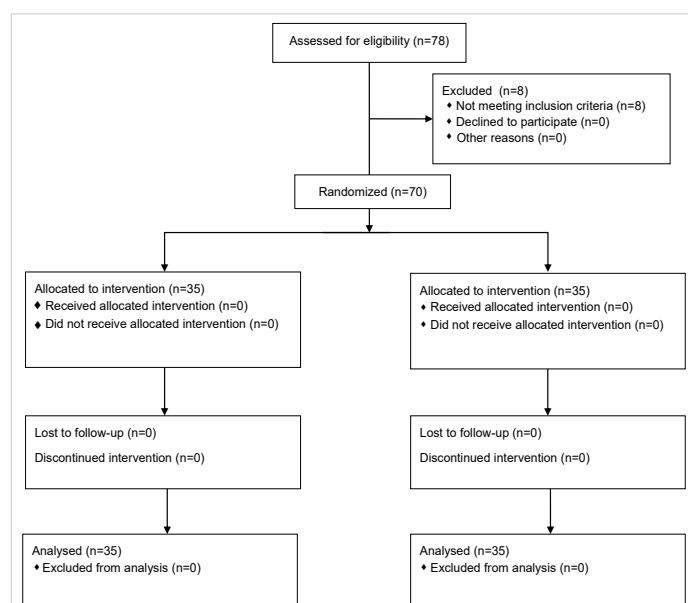 Assessed for eligibility (n=78)
Excluded (n=8)
♦ Not meeting inclusion criteria (n=8)
♦ Declined to participate (n=0)
♦ Other reasons (n=0)
Randomized (n=70)
Allocated to intervention (n=35)
♦ Received allocated intervention (n=0)
♦ Did not receive allocated intervention (n=0)
Allocated to intervention (n=35)
♦ Received allocated intervention (n=0)
♦ Did not receive allocated intervention (n=0)
Lost to follow-up (n=0)
Discontinued intervention (n=0)
Lost to follow-up (n=0)
Discontinued intervention (n=0)
Analysed (n=35)
♦ Excluded from analysis (n=0)
Analysed (n=35)
♦ Excluded from analysis (n=0)